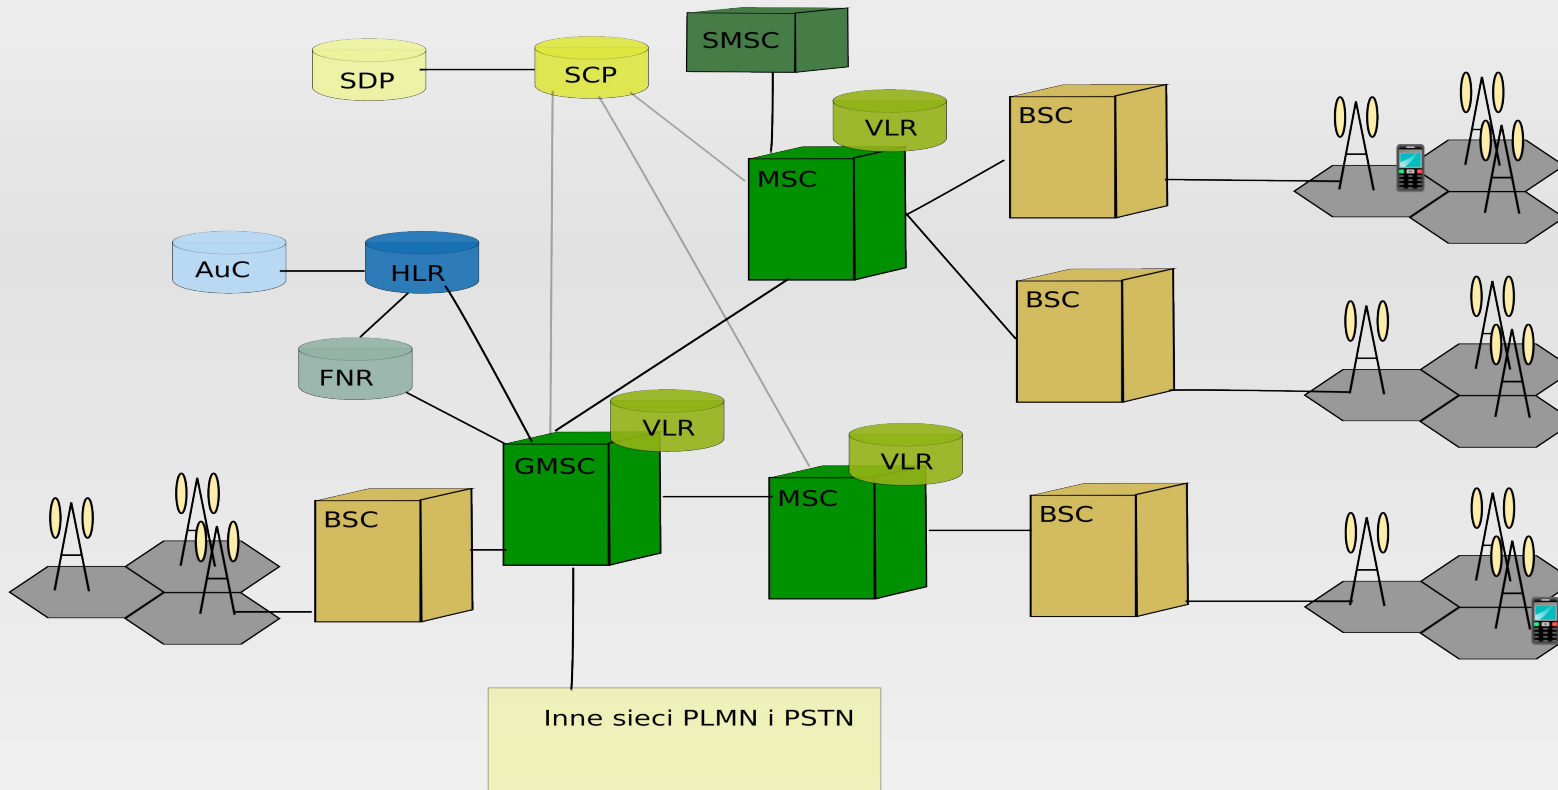 SMSC
SDP
SCP
VLR
BSC
MSC
AuC
HLR
BSC
FNR
VLR
VLR
GMSC
MSC
BSC
BSC
Inne sieci PLMN i PSTN